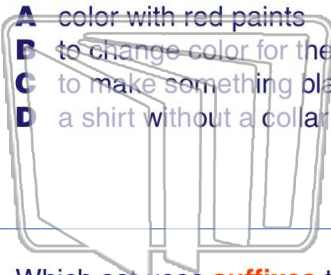 A color with red paints
B to change color for the
C to make something bla
D a shirt without a collar
Which set uses suffixes t